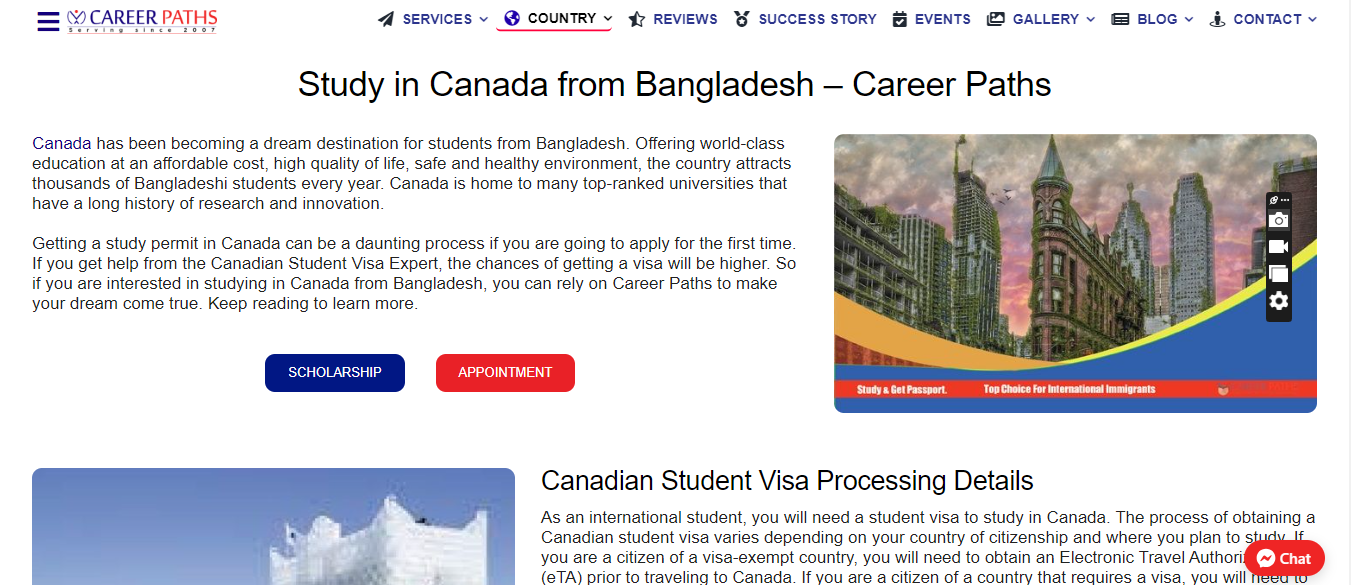 CAREER PATHS
Serving since 2007
SERVICES
COUNTRY
REVIEWS
SUCCESS STORY
EVENTS
GALLERY
BLOG
CONTACT
Study in Canada from Bangladesh – Career Paths
Canada has been becoming a dream destination for students from Bangladesh. Offering world-class
education at an affordable cost, high quality of life, safe and healthy environment, the country attracts
thousands of Bangladeshi students every year. Canada is home to many top-ranked universities that
have a long history of research and innovation.
Getting a study permit in Canada can be a daunting process if you are going to apply for the first time.
If you get help from the Canadian Student Visa Expert, the chances of getting a visa will be higher. So
if you are interested in studying in Canada from Bangladesh, you can rely on Career Paths to make
your dream come true. Keep reading to learn more.
SCHOLARSHIP
APPOINTMENT
Study & Get Passport.
Top Choice For International Immigrants
Canadian Student Visa Processing Details
As an international student, you will need a student visa to study in Canada. The process of obtaining a
Canadian student visa varies depending on your country of citizenship and where you plan to study. If
you are a citizen of a visa-exempt country, you will need to obtain an Electronic Travel
(eTA) prior to traveling to Canada. If you are a citizen of a country that requires a visa, you will need to
Chat